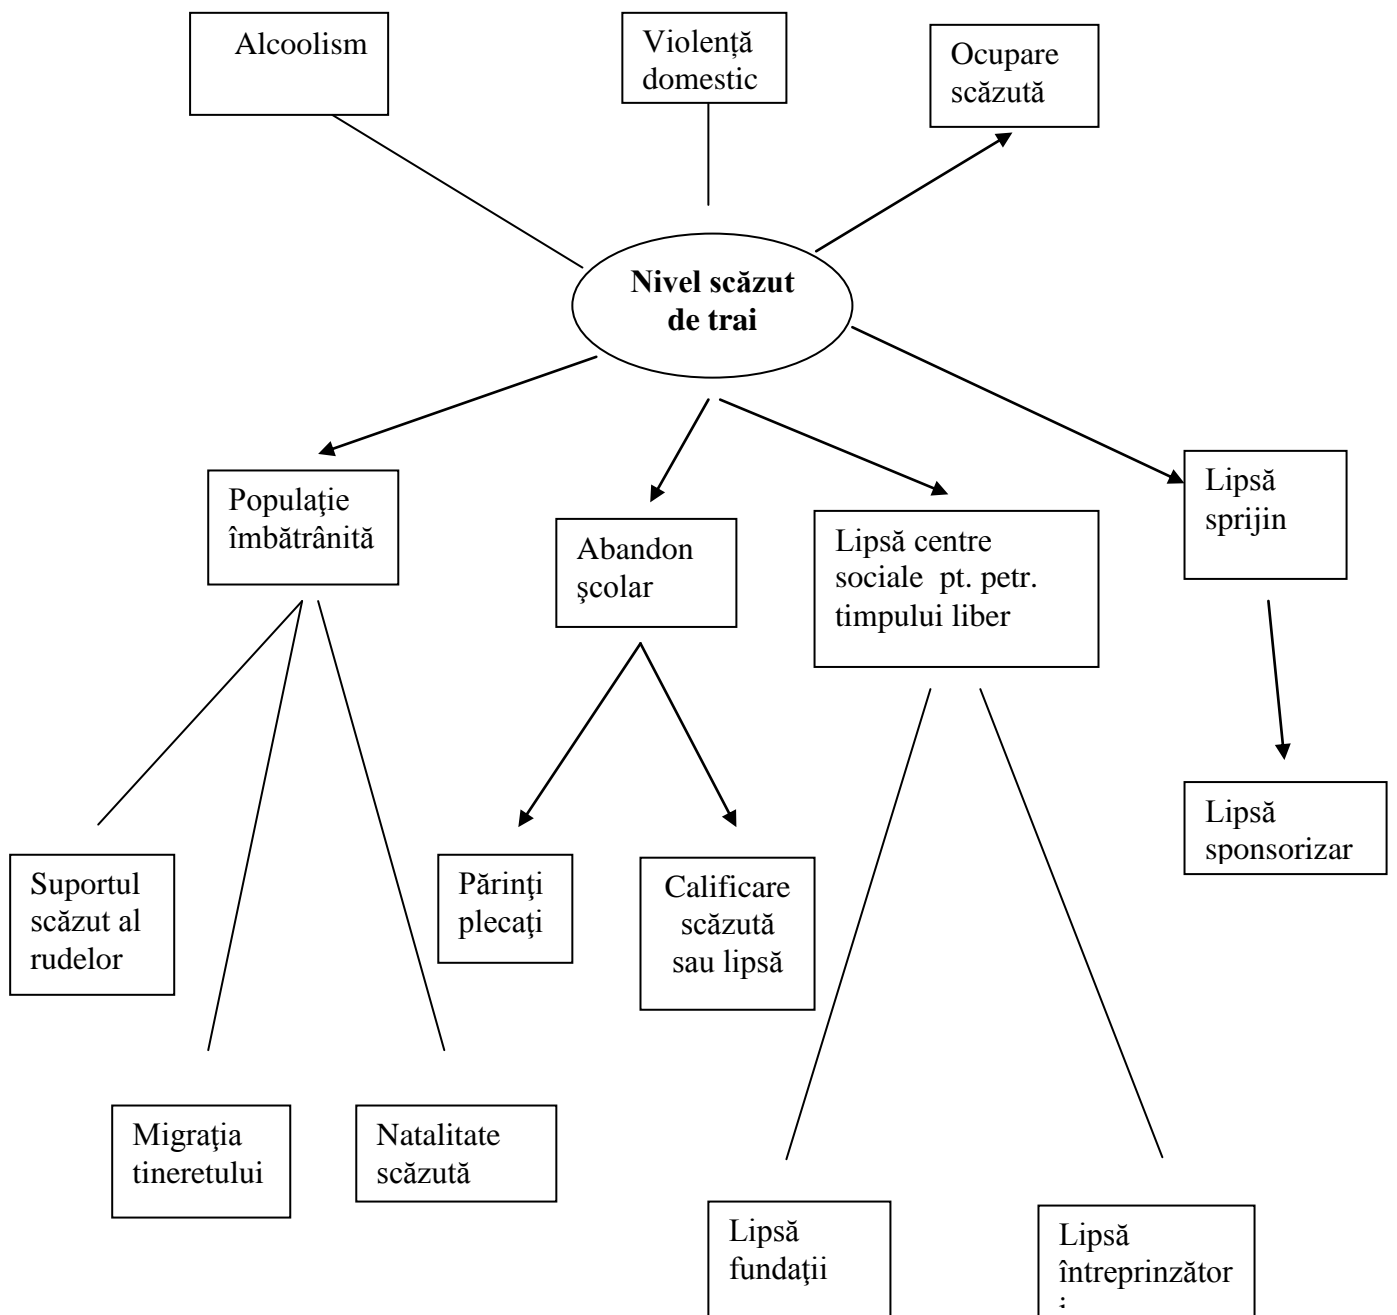 Alcoolism
Violență
domestic
Ocupare
scăzută
Nivel scăzut
de trai
Populaţie
îmbătrânită
Abandon
şcolar
Lipsă centre
sociale pt. petr.
timpului liber
Lipsă
sprijin
Suportul
scăzut al
rudelor
Părinţi
plecaţi
Calificare
scăzută
sau lipsă
Lipsă
sponsorizar
Migraţia
tineretului
Natalitate
scăzută
Lipsă
fundaţii
Lipsă
întreprinzător
i